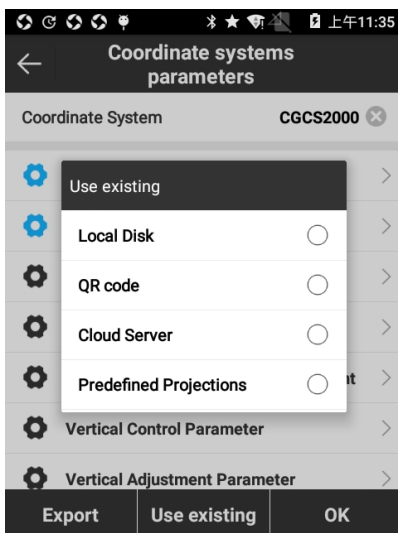 上午11:35
Coordinate systems
parameters
Coordinate System CGCS2000
Use existing
Local Disk
QR code
Cloud Server
Predefined Projections
nt
Vertical Control Parameter
Vertical Adjustment Parameter
Export Use existing OK